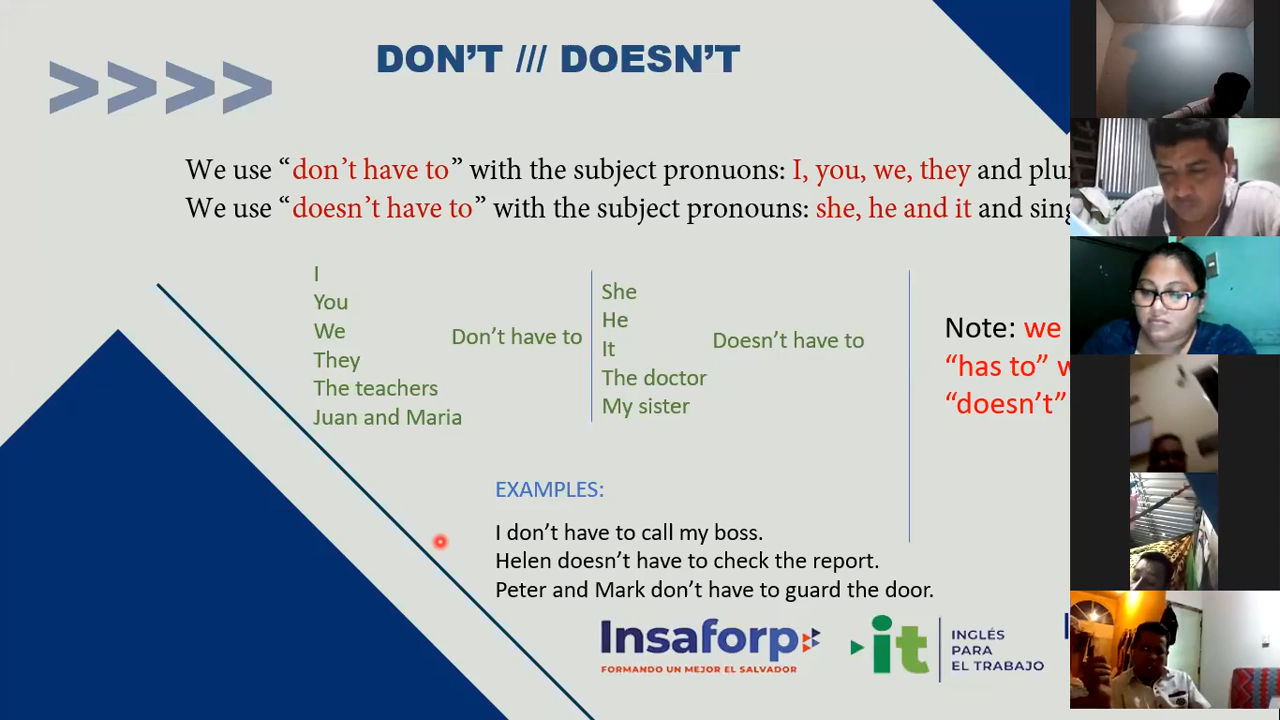 DON'T /// DOESN'T
>>>>
We use “don't have to” with the subject pronuons: I, you, we, they and
We use “doesn't have to” with the subject pronouns: she, he and it and
I
You
We
They
The teachers
Juan and Maria
Don't have to
She
He
It
The doctor
My sister
Doesn't have to
Note: we
“has to”
“doesn't”
EXAMPLES:
I don't have to call my boss.
Helen doesn't have to check the report.
Peter and Mark don't have to guard the door.
Insaforp
FORMANDO UN MEJOR EL SALVADOR
it
INGLÉS
PARA
EL TRABAJO